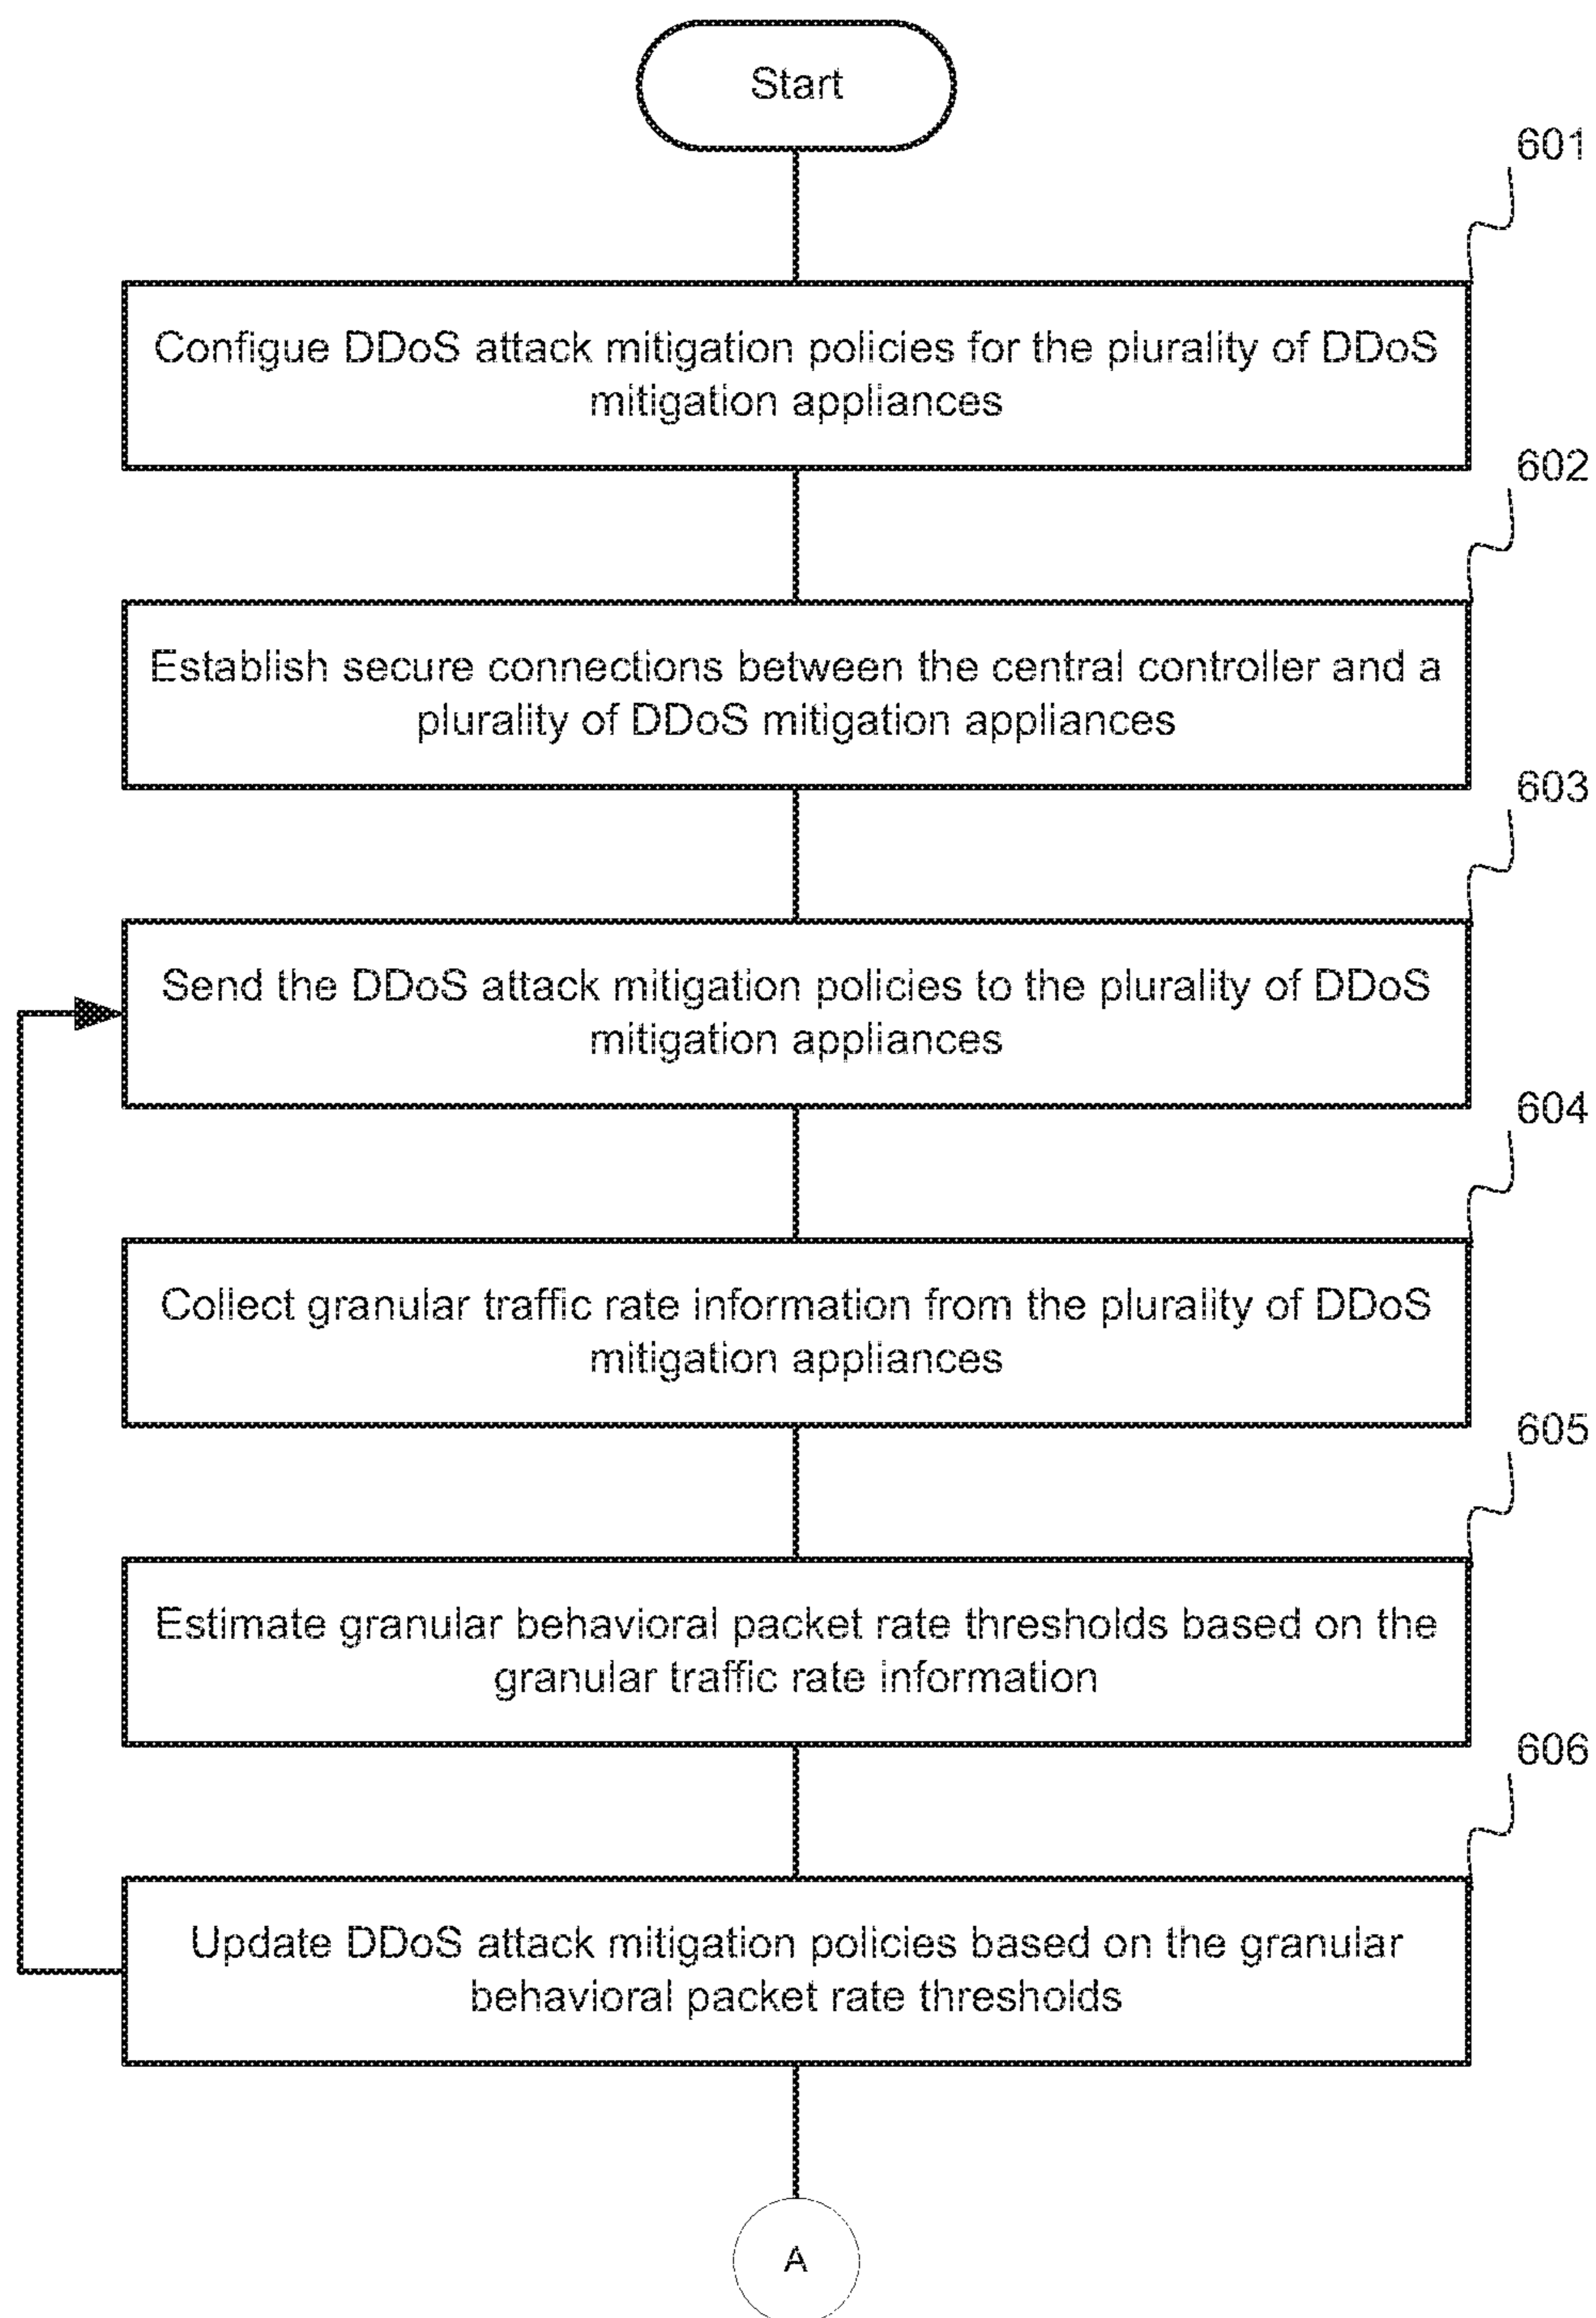 Start
601
Configue DDoS attack mitigation policies for the plurality of DDoS
mitigation appliances
602
Establish secure connections between the central controller and a
plurality of DDoS mitigation appliances
603
Send the DDoS attack mitigation policies to the plurality of DDoS
mitigation appliances
604
Collect granular traffic rate information from the plurality of DDoS
mitigation appliances
605
Estimate granular behavioral packet rate thresholds based on the
granular traffic rate information
606
Update DDoS attack mitigation policies based on the granular
behavioral packet rate thresholds
A